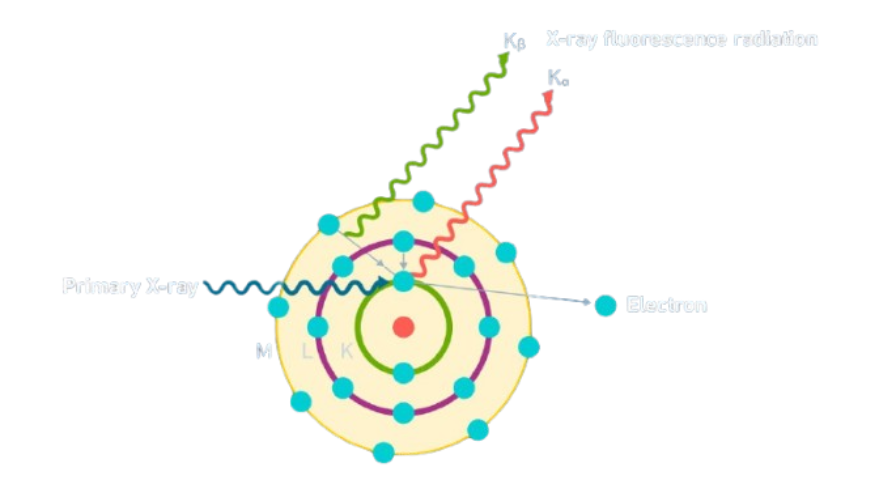 Kβ X-ray fluorescence radiation
Kα
Primary X-ray
Electron
M L K